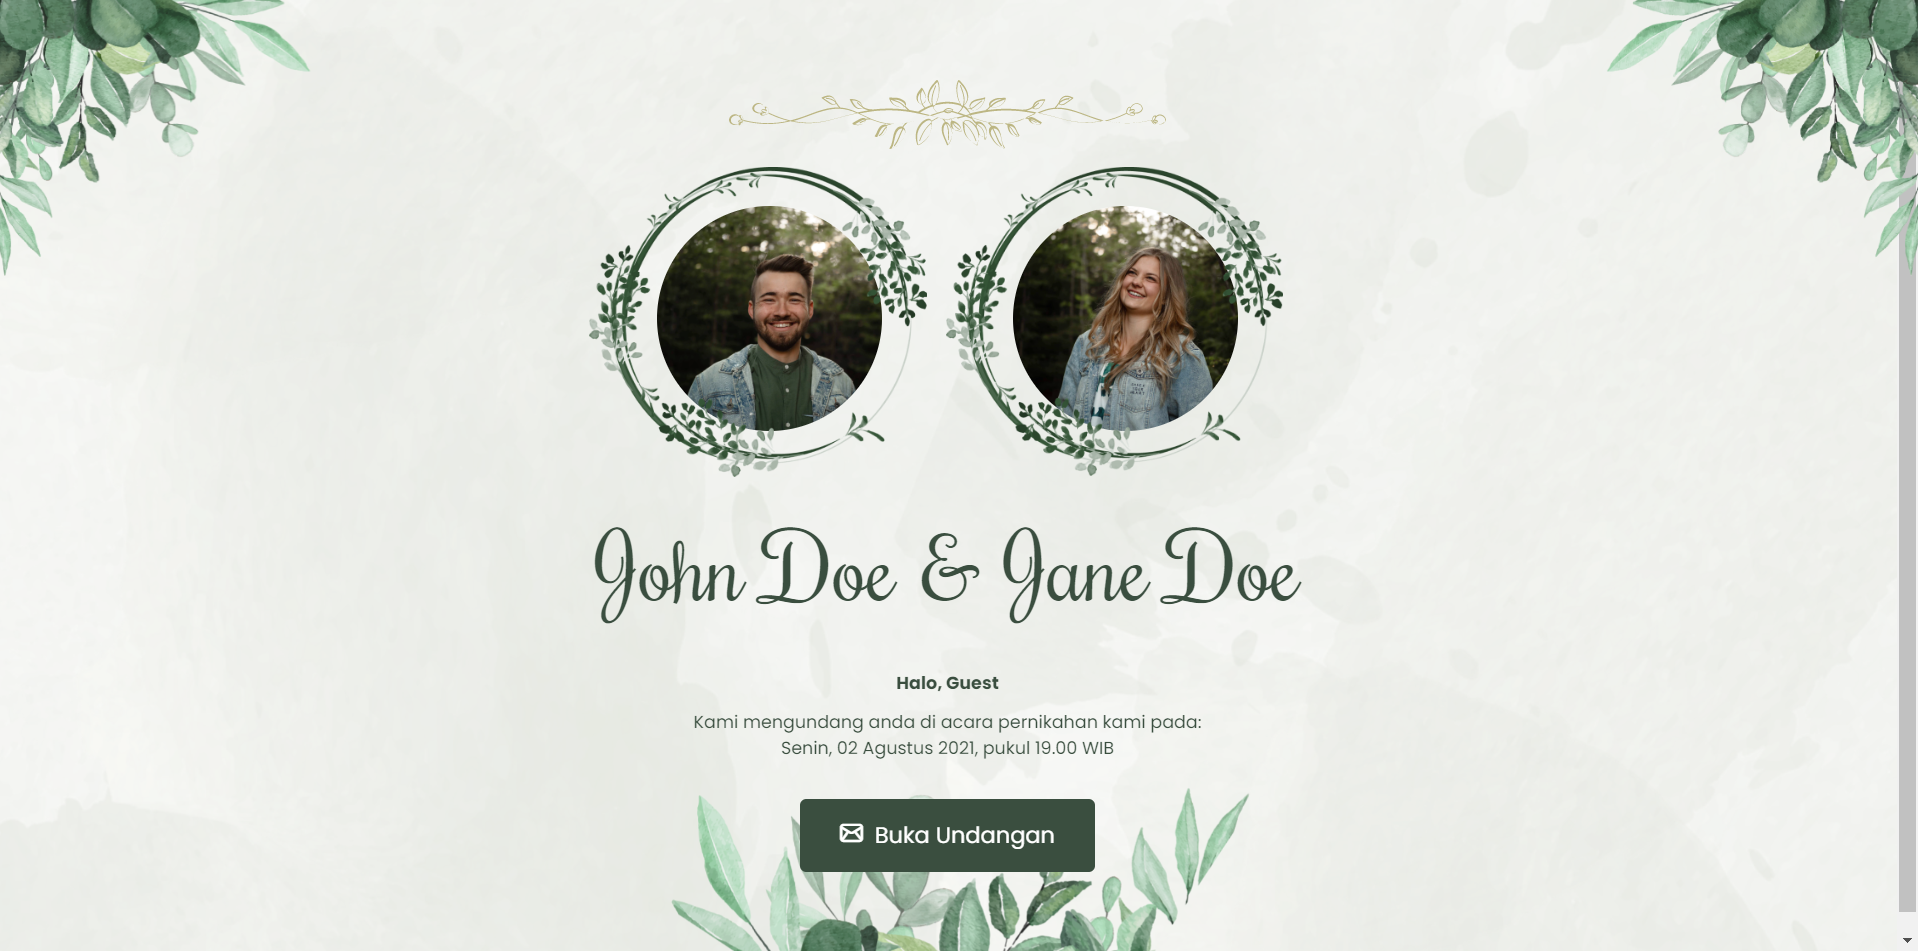 John Doe & Jane Doe
Halo, Guest
Kami mengundang anda di acara pernikahan kami pada:
Senin, 02 Agustus 2021, pukul 19.00 WIB
Buka Undangan